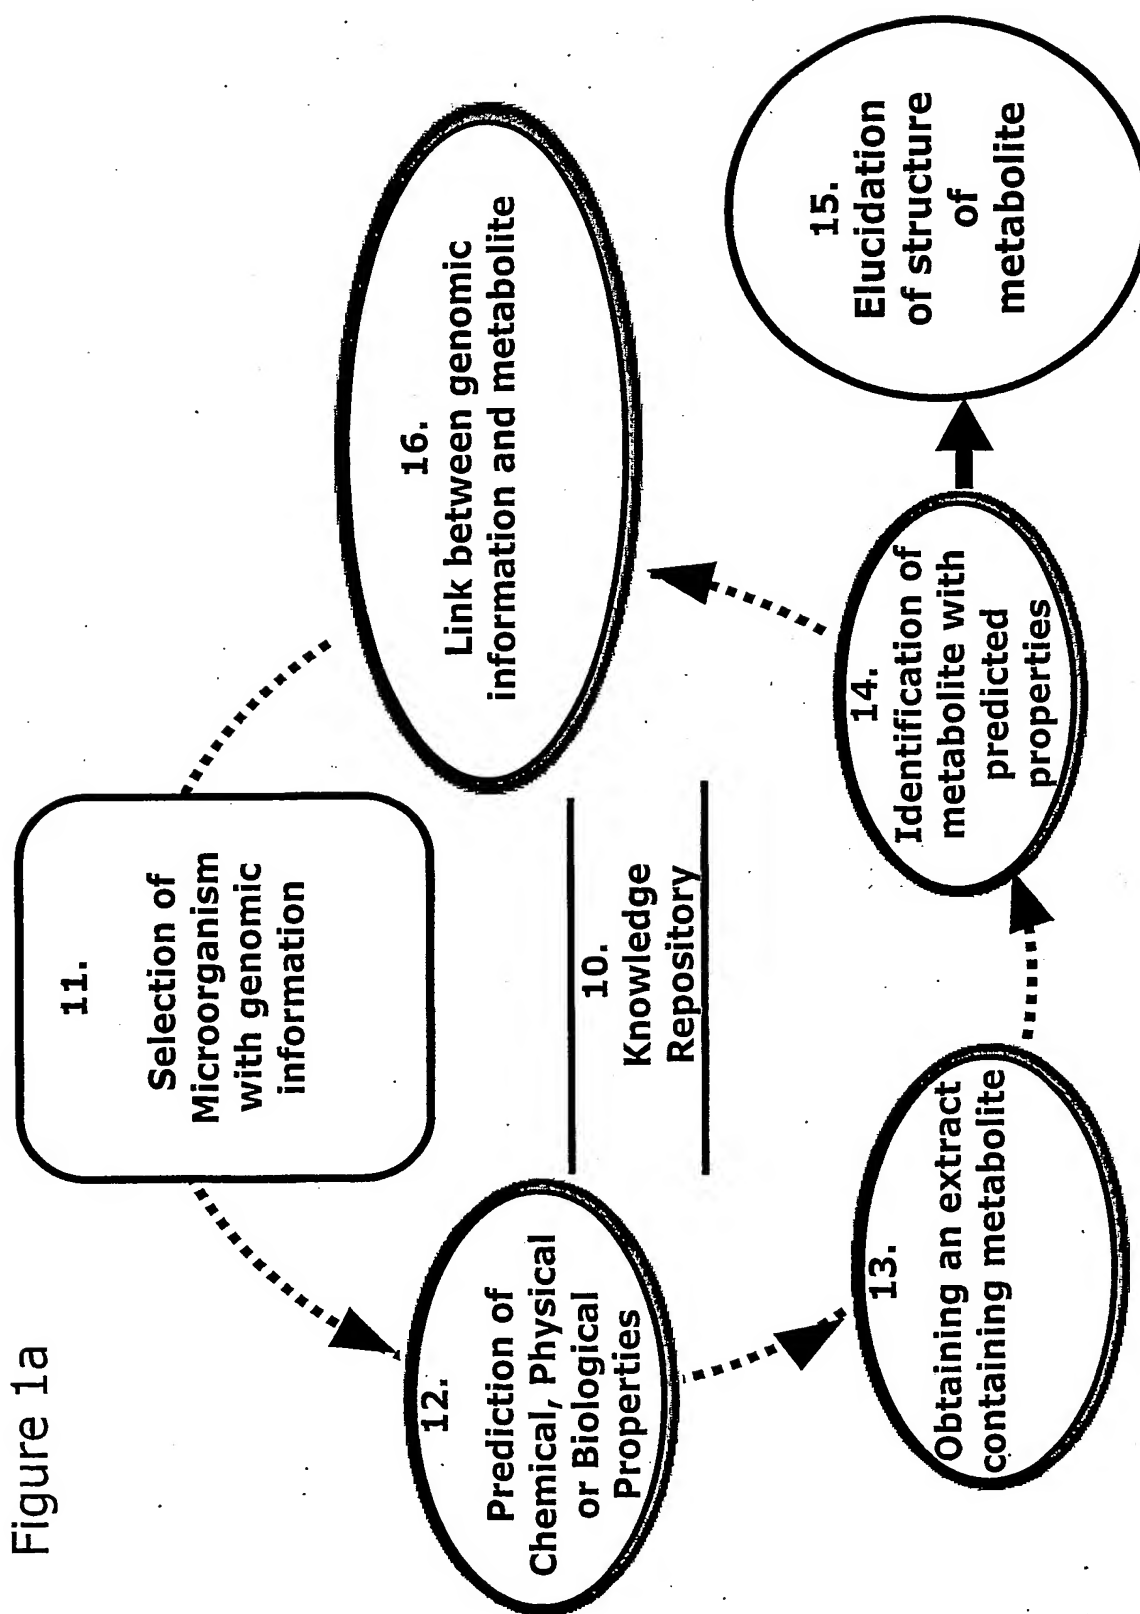 Figure 1a
11.
Selection of
Microorganism
with genomic
information
12.
Prediction of
Chemical, Physical
or Biological
Properties
10.
Knowledge
Repository
13.
Obtaining an extract
containing metabolite
14.
Identification of
metabolite with
predicted
properties
15.
Elucidation
of structure
of
metabolite
16.
Link between genomic
information and metabolite